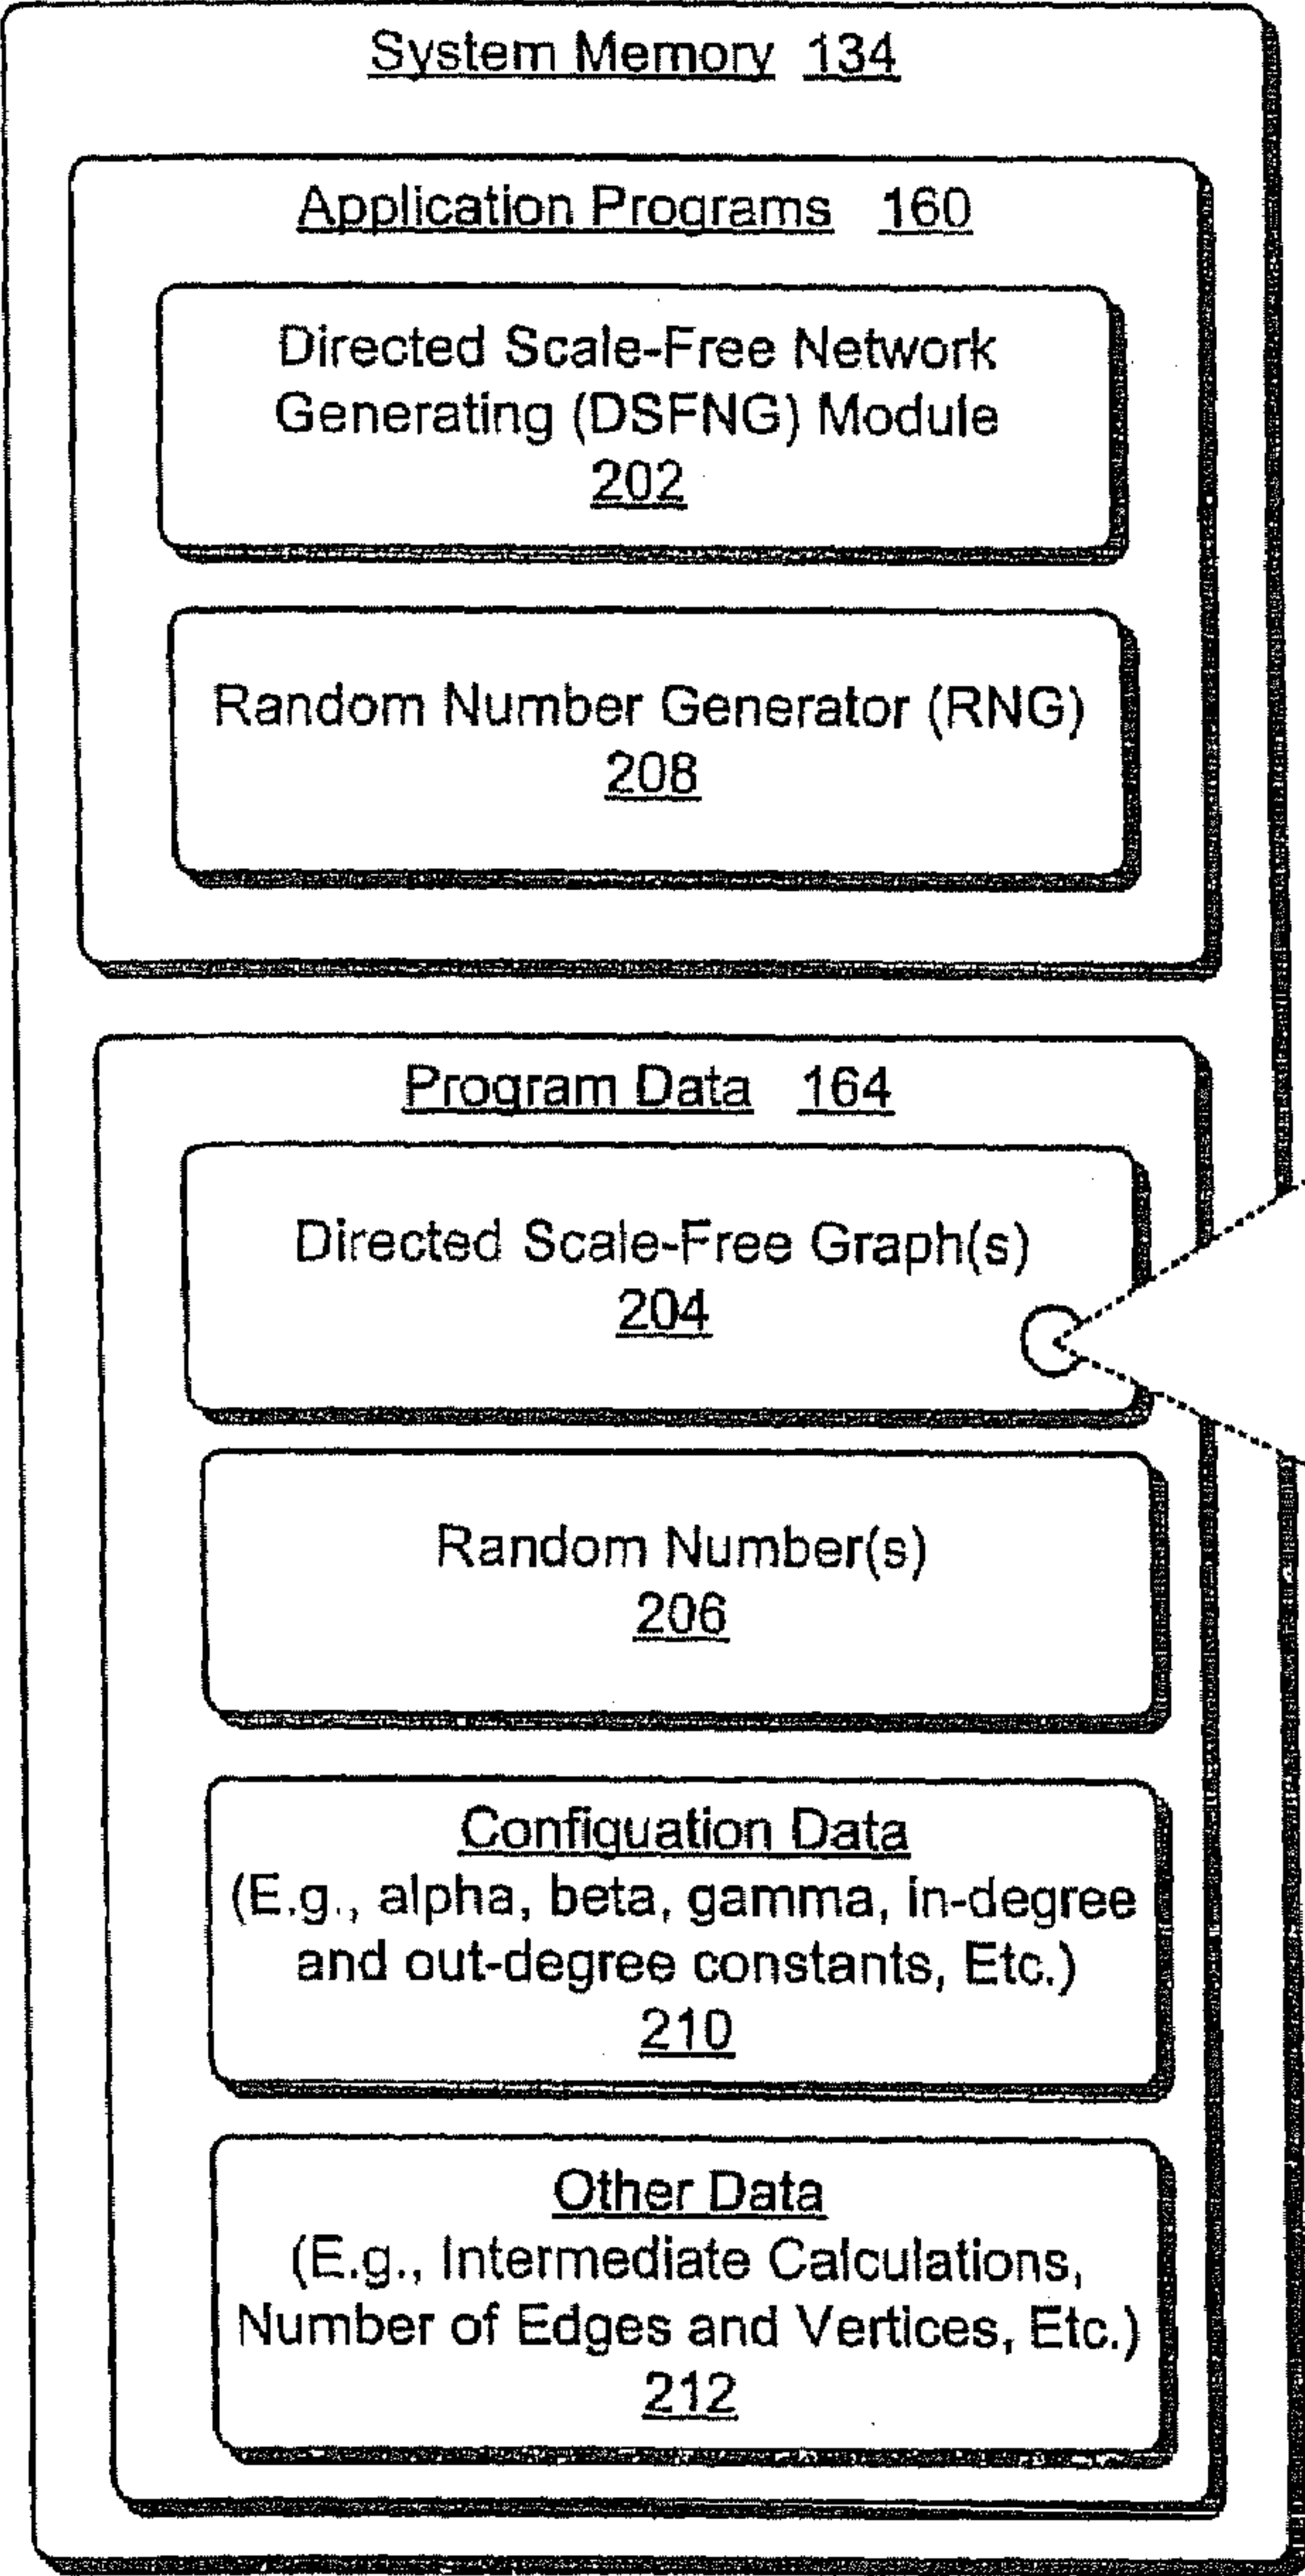 System Memory 134
Application Programs 160
Directed Scale-Free Network
Generating (DSFNG) Module
202
Random Number Generator (RNG)
208
Program Data 164
Directed Scale-Free Graph(s)
204
Random Number(s)
206
Configuation Data
(E.g., alpha, beta, gamma, in-degree
and out-degree constants, Etc.)
210
Other Data
(E.g., Intermediate Calculations,
Number of Edges and Vertices, Etc.)
212